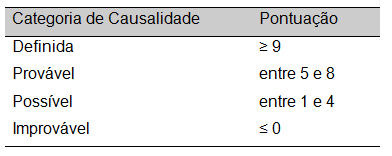 Categoria de Causalidade Pontuação
Definida ≥ 9
Provável entre 5 e 8
Possível entre 1 e 4
Improvável ≤ 0